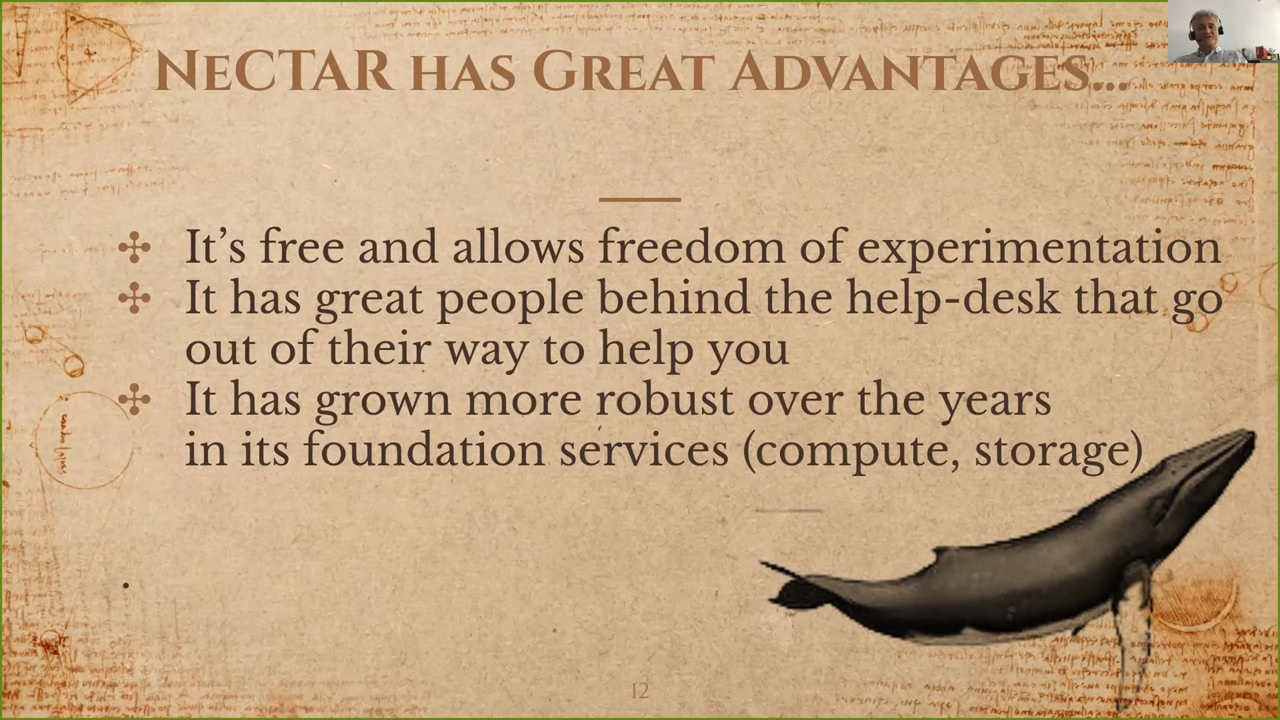 NeCTAR has Great Advantages...
It's free and allows freedom of experimentation
It has great people behind the help-desk that go
out of their way to help you
It has grown more robust over the years
in its foundation services (compute, storage)
12